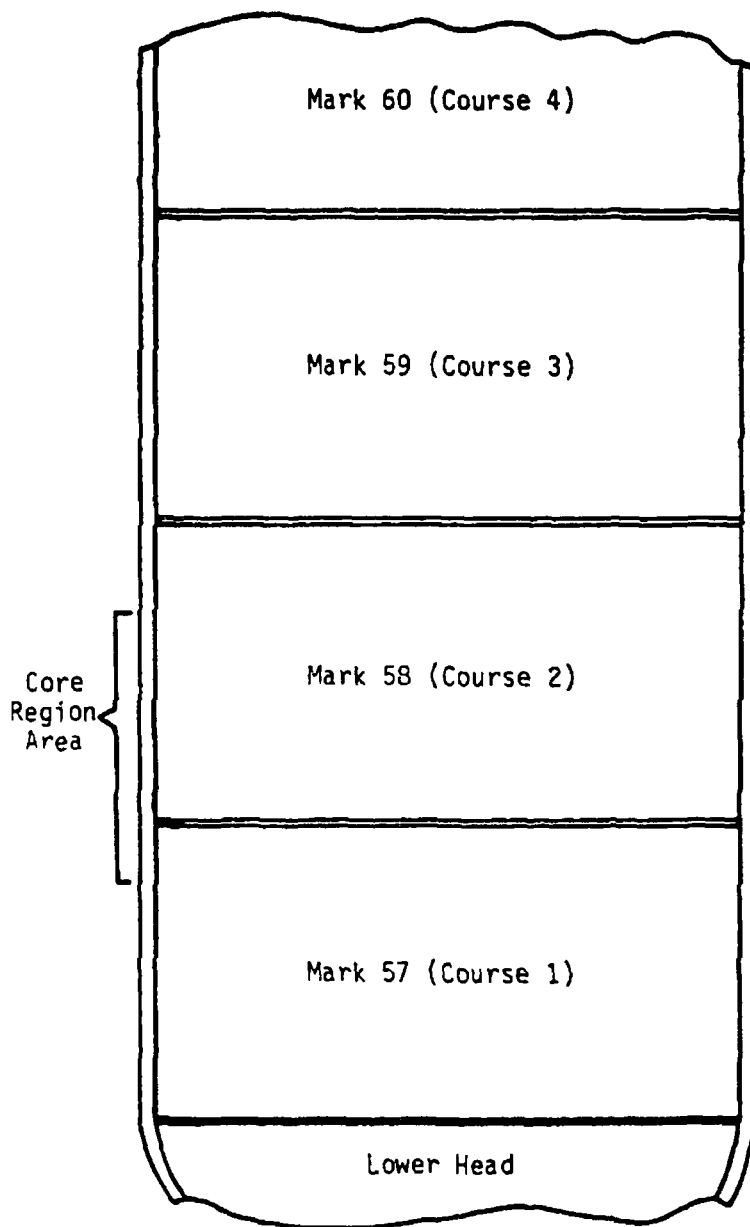 Mark 60 (Course 4)
Mark 59 (Course 3)
Core
Region
Area
Mark 58 (Course 2)
Mark 57 (Course 1)
Lower Head